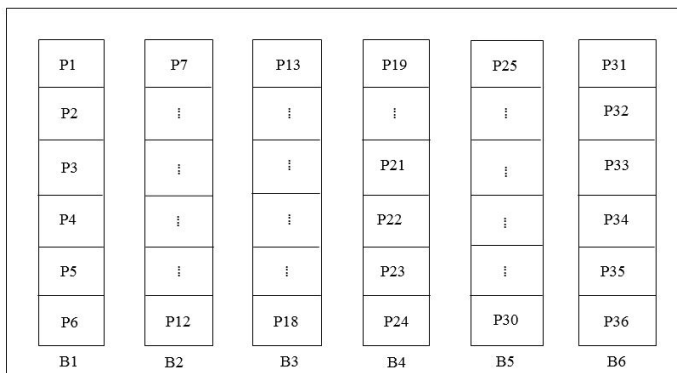 P1 P7 P13 P19 P25 P31
P2 ⁞ ⁞ ⁞ ⁞ P32
P3 ⁞ ⁞ P21 ⁞ P33
P4 ⁞ ⁞ P22 ⁞ P34
P5 ⁞ ⁞ P23 ⁞ P35
P6 P12 P18 P24 P30 P36
B1 B2 B3 B4 B5 B6